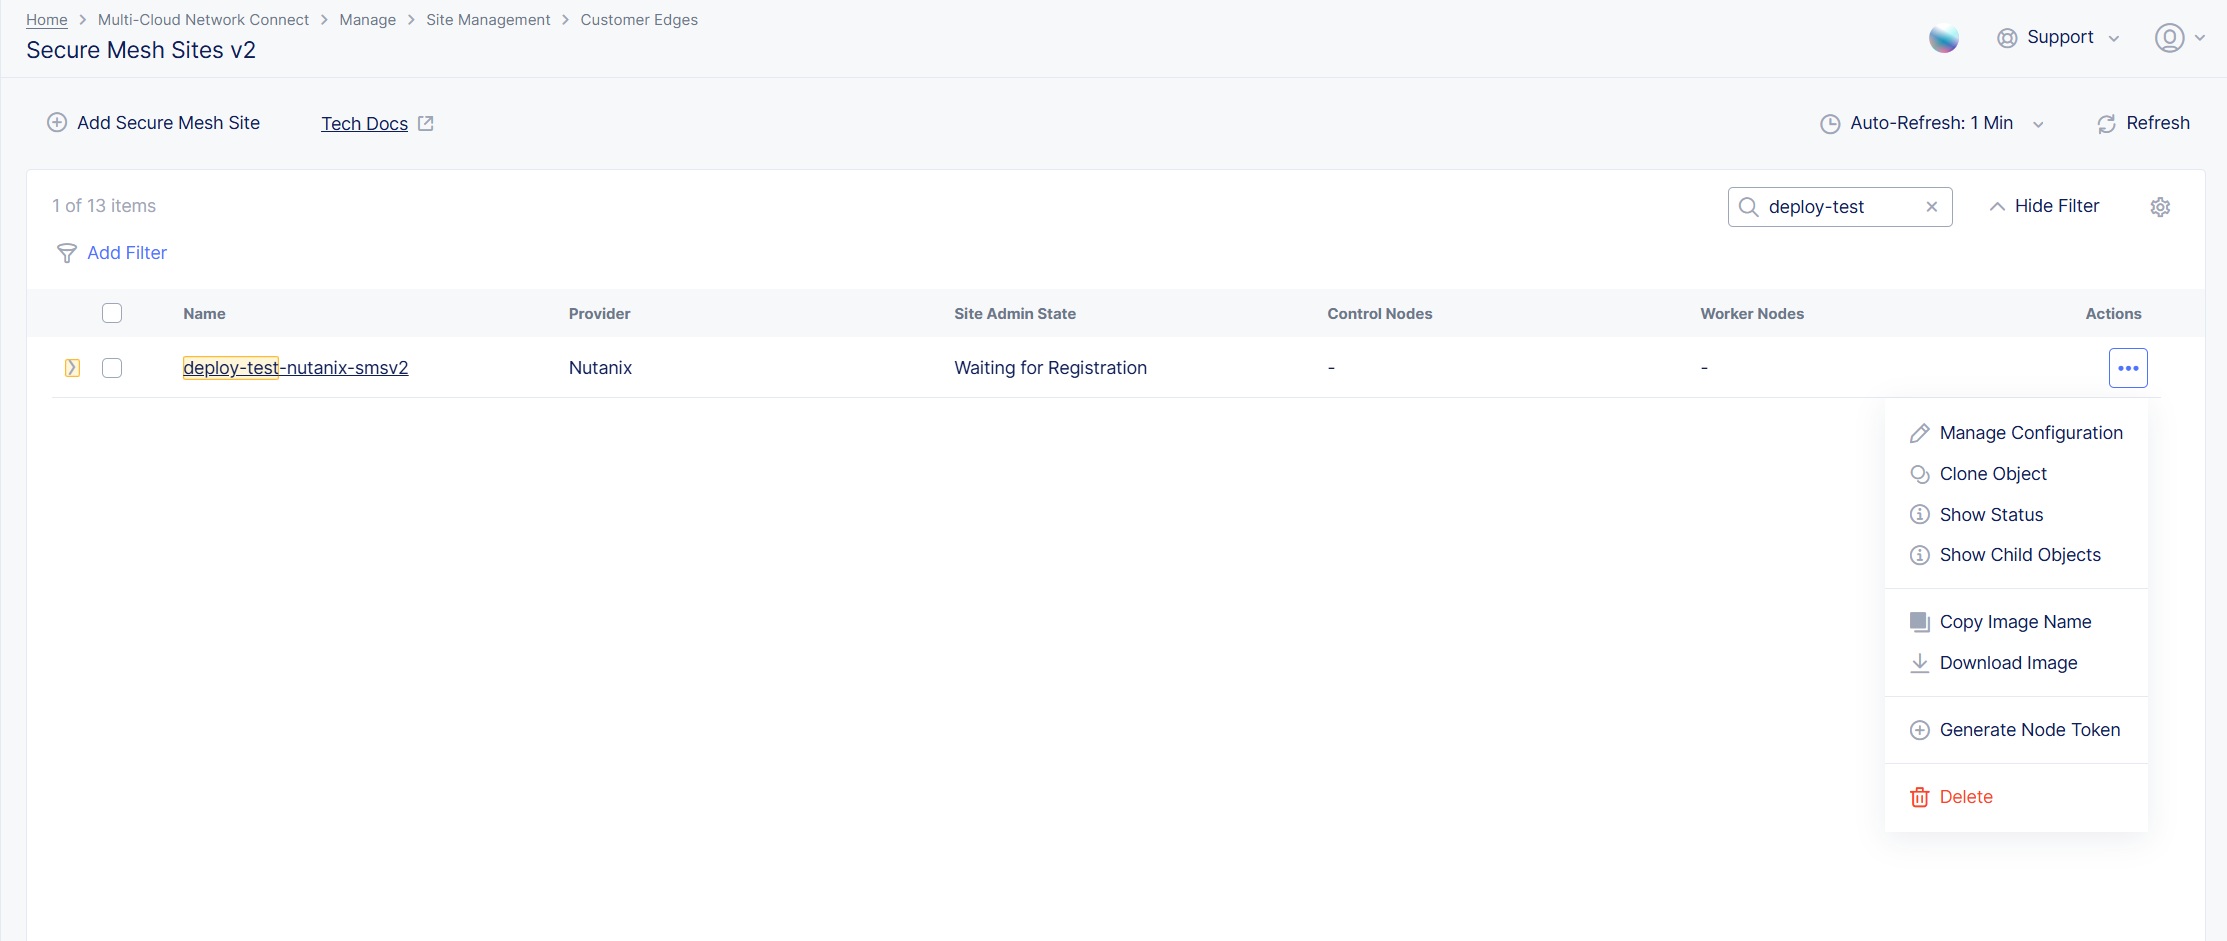 Home > Multi-Cloud Network Connect > Manage > Site Management > Customer Edges
Secure Mesh Sites v2
Support
Add Secure Mesh Site
Tech Docs
Auto-Refresh: 1 Min
Refresh
1 of 13 items
deploy-test
Hide Filter
Add Filter
Name Provider Site Admin State Control Nodes Worker Nodes Actions
deploy-test-nutanix-smsv2 Nutanix Waiting for Registration - -
Manage Configuration
Clone Object
Show Status
Show Child Objects
Copy Image Name
Download Image
Generate Node Token
Delete